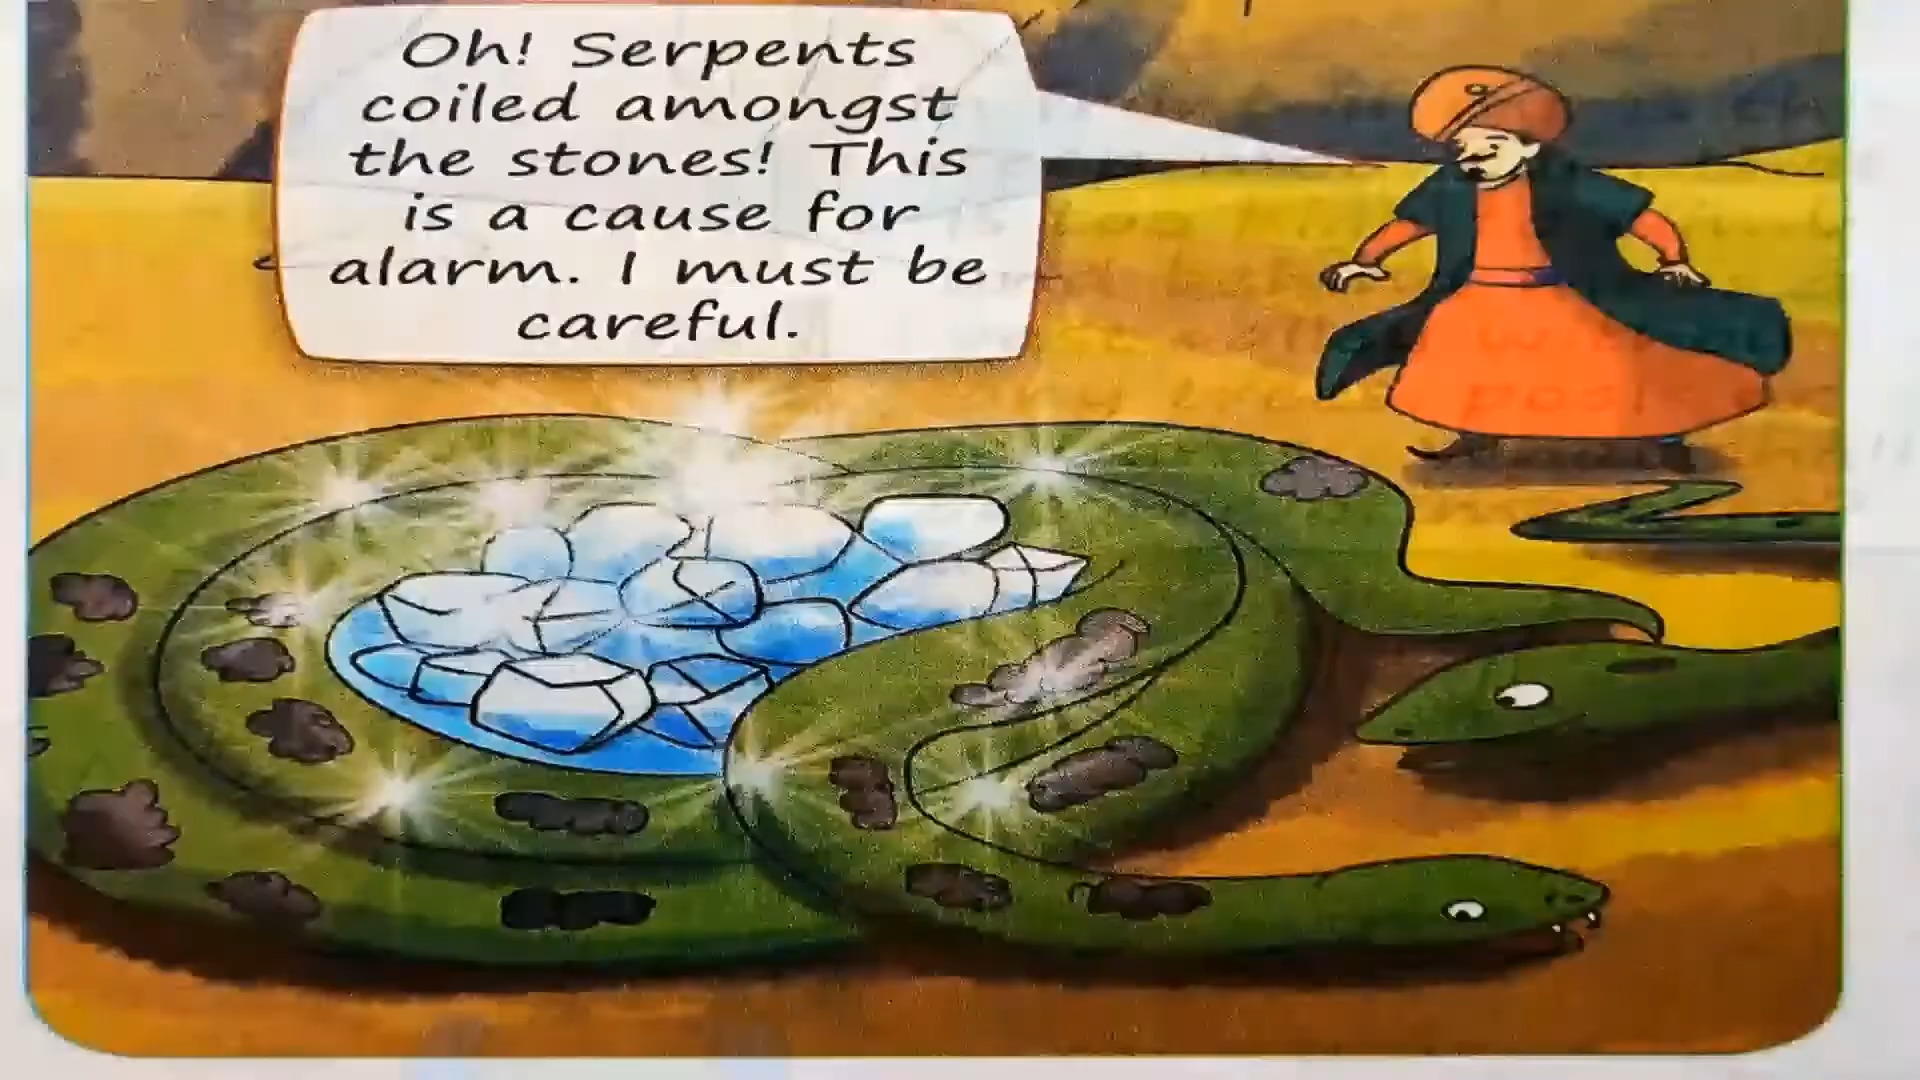 Oh! Serpents
coiled amongst
the stones! This
is a cause for
alarm. I must be
careful.